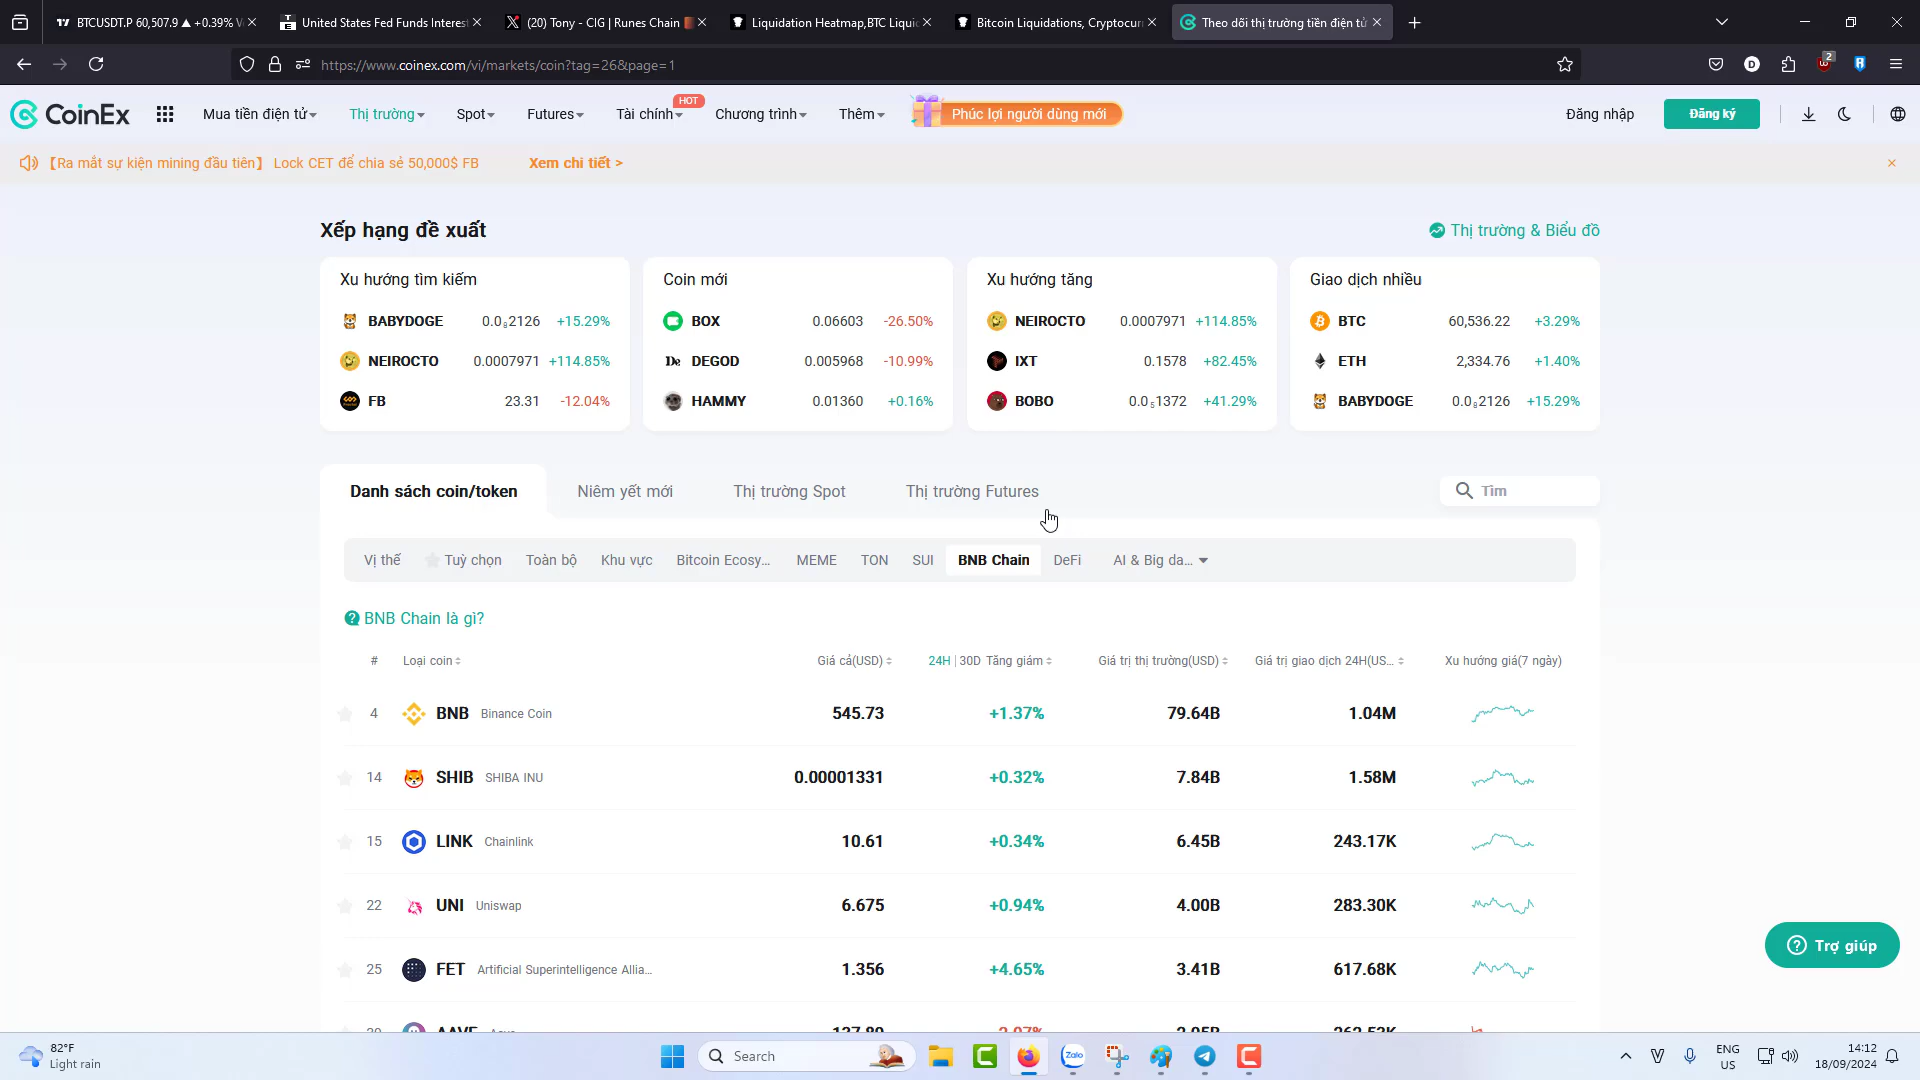 BTCUSDT.P 60,507.9 ▲ +0.39%
United States Fed Funds Interes
(20) Tony - CIG | Runes Chain
Liquidation Heatmap,BTC Liqui
Bitcoin Liquidations, Cryptocur
Theo dõi thị trường tiền điện tử
https://www.coinex.com/vi/markets/coin?tag=26&page=1
2
CoinEx
Mua tiền điện tử
Thị trường
Spot
Futures
Tài chính
HOT
Chương trình
Thêm
Phúc lợi người dùng mới
Đăng nhập
Đăng ký
【Ra mắt sự kiện mining đầu tiên】 Lock CET để chia sẻ 50,000$ FB
Xem chi tiết >
Xếp hạng đề xuất
Thị trường & Biểu đồ
Xu hướng tìm kiếm
BABYDOGE 0.0₈2126 +15.29%
NEIROCTO 0.0007971 +114.85%
FB 23.31 -12.04%
Coin mới
BOX 0.06603 -26.50%
DEGOD 0.005968 -10.99%
HAMMY 0.01360 +0.16%
Xu hướng tăng
NEIROCTO 0.0007971 +114.85%
IXT 0.1578 +82.45%
BOBO 0.0₅1372 +41.29%
Giao dịch nhiều
BTC 60,536.22 +3.29%
ETH 2,334.76 +1.40%
BABYDOGE 0.0₈2126 +15.29%
Danh sách coin/token
Niêm yết mới
Thị trường Spot
Thị trường Futures
Tìm
Vị thế
Tuỳ chọn
Toàn bộ
Khu vực
Bitcoin Ecosy...
MEME
TON
SUI
BNB Chain
DeFi
AI & Big da...
BNB Chain là gì?
# Loại coin Giá cả(USD) 24H | 30D Tăng giảm Giá trị thị trường(USD) Giá trị giao dịch 24H(US... Xu hướng giá(7 ngày)
4 BNB Binance Coin 545.73 +1.37% 79.64B 1.04M
14 SHIB SHIBA INU 0.00001331 +0.32% 7.84B 1.58M
15 LINK Chainlink 10.61 +0.34% 6.45B 243.17K
22 UNI Uniswap 6.675 +0.94% 4.00B 283.30K
25 FET Artificial Superintelligence Allia... 1.356 +4.65% 3.41B 617.68K
Trợ giúp
82°F
Light rain
Search
Zalo
ENG
US
14:12
18/09/2024